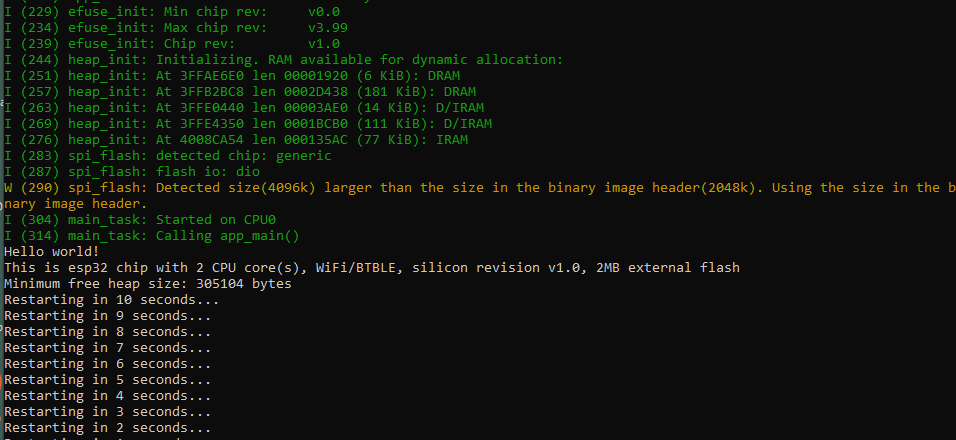 I (229) efuse_init: Min chip rev:     v0.0
I (234) efuse_init: Max chip rev:     v3.99
I (239) efuse_init: Chip rev:         v1.0
I (244) heap_init: Initializing. RAM available for dynamic allocation:
I (251) heap_init: At 3FFAE6E0 len 00001920 (6 KiB): DRAM
I (257) heap_init: At 3FFB2BC8 len 0002D438 (181 KiB): DRAM
I (263) heap_init: At 3FFE0440 len 00003AE0 (14 KiB): D/IRAM
I (269) heap_init: At 3FFE4350 len 0001BCB0 (111 KiB): D/IRAM
I (276) heap_init: At 4008CA54 len 000135AC (77 KiB): IRAM
I (283) spi_flash: detected chip: generic
I (287) spi_flash: flash io: dio
W (290) spi_flash: Detected size(4096k) larger than the size in the binary image header(2048k). Using the size in the b
nary image header.
I (304) main_task: Started on CPU0
I (314) main_task: Calling app_main()
Hello world!
This is esp32 chip with 2 CPU core(s), WiFi/BTBLE, silicon revision v1.0, 2MB external flash
Minimum free heap size: 305104 bytes
Restarting in 10 seconds...
Restarting in 9 seconds...
Restarting in 8 seconds...
Restarting in 7 seconds...
Restarting in 6 seconds...
Restarting in 5 seconds...
Restarting in 4 seconds...
Restarting in 3 seconds...
Restarting in 2 seconds...